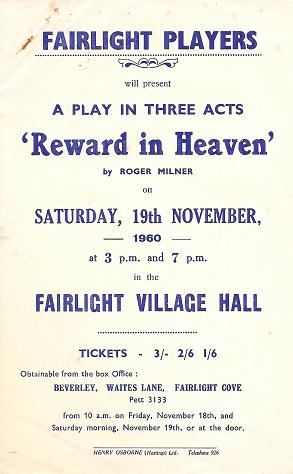 FAIRLIGHT PLAYERS
will present
A PLAY IN THREE ACTS
‘Reward in Heaven’
by ROGER MILNER
on
SATURDAY, 19th NOVEMBER,
— 1960 —
at 3 p.m. and 7 p.m.
in the
FAIRLIGHT VILLAGE HALL
TICKETS - 3/- 2/6 1/6
Obtainable from the box Office :
BEVERLEY, WAITES LANE, FAIRLIGHT COVE
Pett 3133
from 10 a.m. on Friday, November 18th, and
Saturday morning, November 19th, or at the door.
HENRY OSBORNE (Hastings) Ltd. Telephone 926